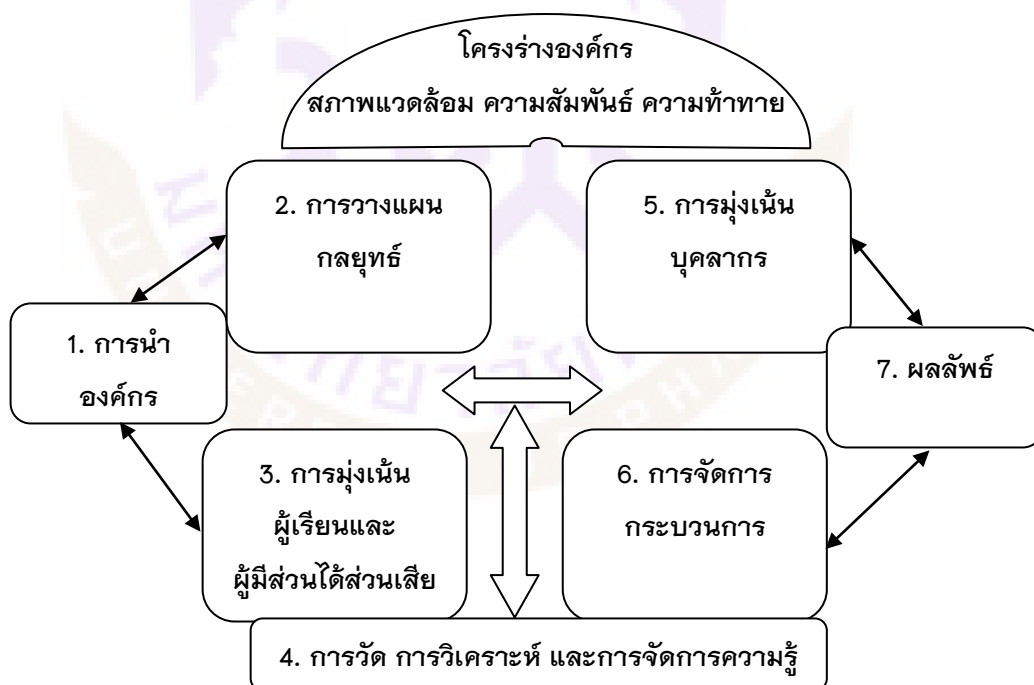 โครงร่างองค์กร
สภาพแวดล้อม ความสัมพันธ์ ความท้าทาย
2. การวางแผน
กลยุทธ์
5. การมุ่งเน้น
บุคลากร
1. การนำ
องค์กร
7. ผลลัพธ์
3. การมุ่งเน้น
ผู้เรียนและ
ผู้มีส่วนได้ส่วนเสีย
6. การจัดการ
กระบวนการ
4. การวัด การวิเคราะห์ และการจัดการความรู้